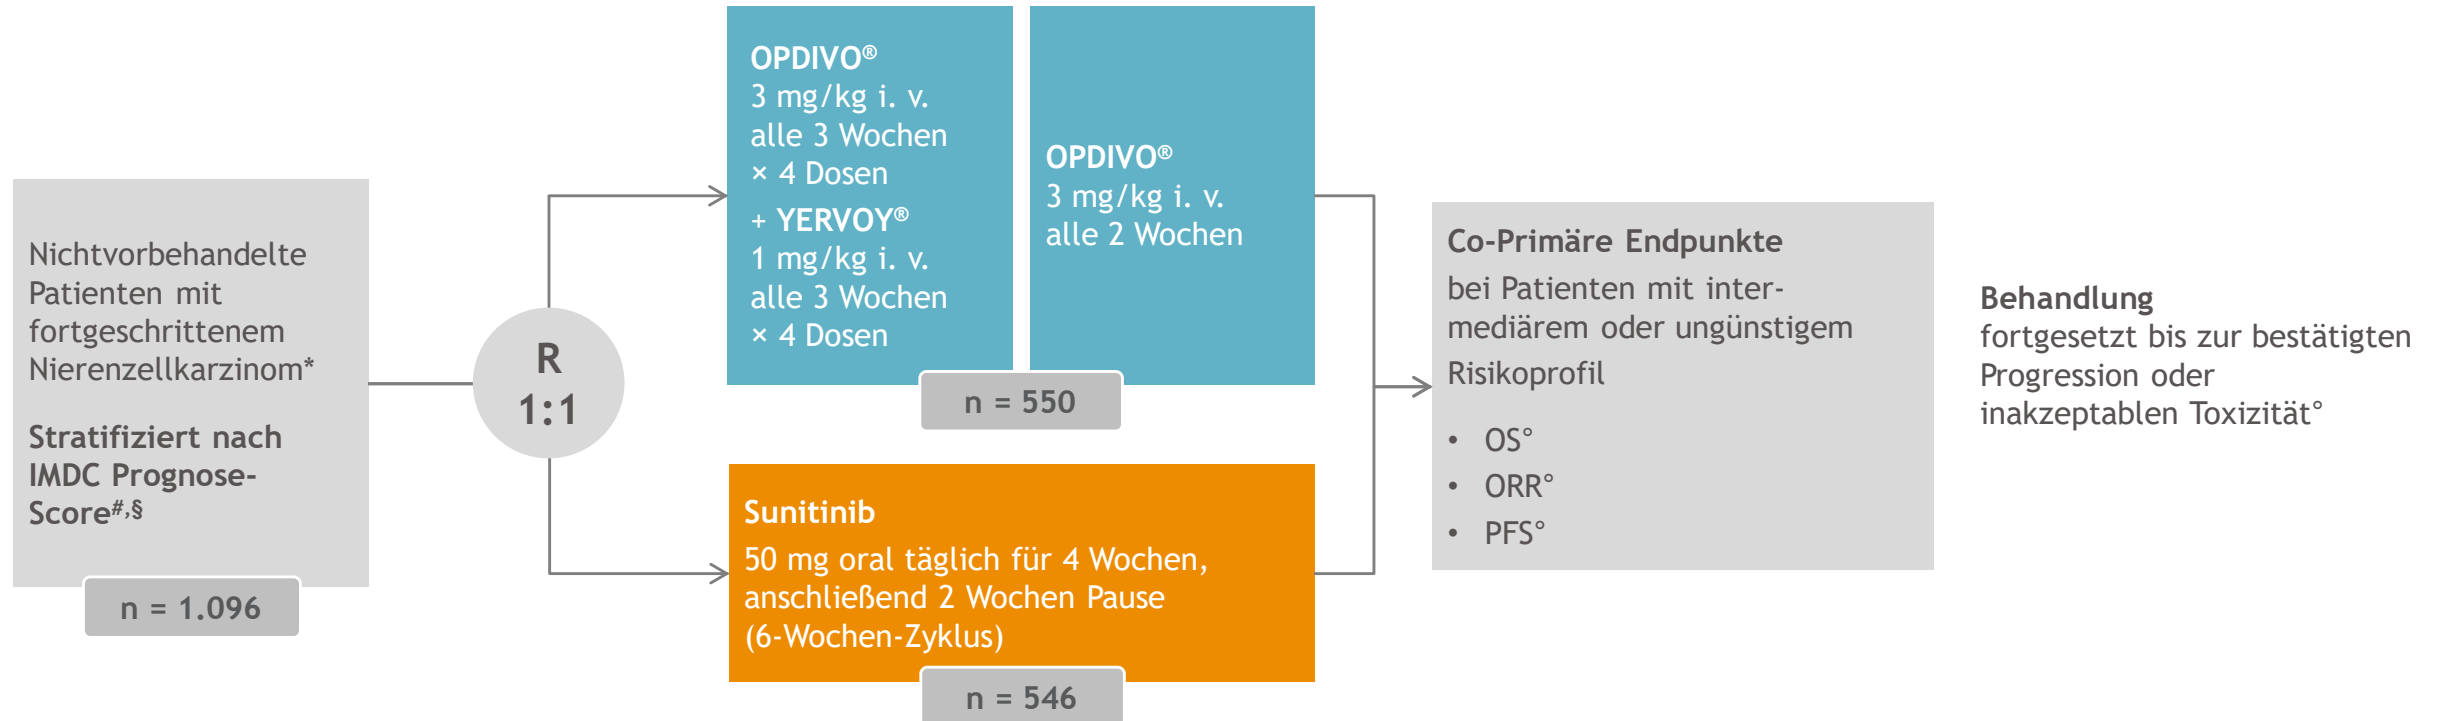 Nichtvorbehandelte
Patienten mit
fortgeschrittenem
Nierenzellkarzinom*
Stratifiziert nach
IMDC Prognose-
Score#,§
n = 1.096
R
1:1
OPDIVO®
3 mg/kg i. v.
alle 3 Wochen
× 4 Dosen
+ YERVOY®
1 mg/kg i. v.
alle 3 Wochen
× 4 Dosen
OPDIVO®
3 mg/kg i. v.
alle 2 Wochen
n = 550
Sunitinib
50 mg oral täglich für 4 Wochen,
anschließend 2 Wochen Pause
(6-Wochen-Zyklus)
n = 546
Co-Primäre Endpunkte
bei Patienten mit inter-
mediärem oder ungünstigem
Risikoprofil
• OS°
• ORR°
• PFS°
Behandlung
fortgesetzt bis zur bestätigten
Progression oder
inakzeptablen Toxizität°